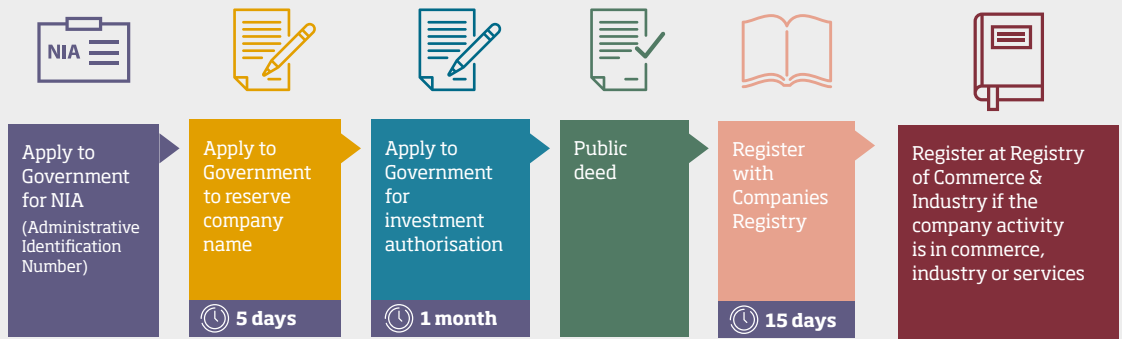 NIA
Apply to
Government
for NIA
(Administrative
Identification
Number)
Apply to
Government
to reserve
company
name
5 days
Apply to
Government
for
investment
authorisation
1 month
Public
deed
Register
with
Companies
Registry
15 days
Register at Registry
of Commerce &
Industry if the
company activity
is in commerce,
industry or services